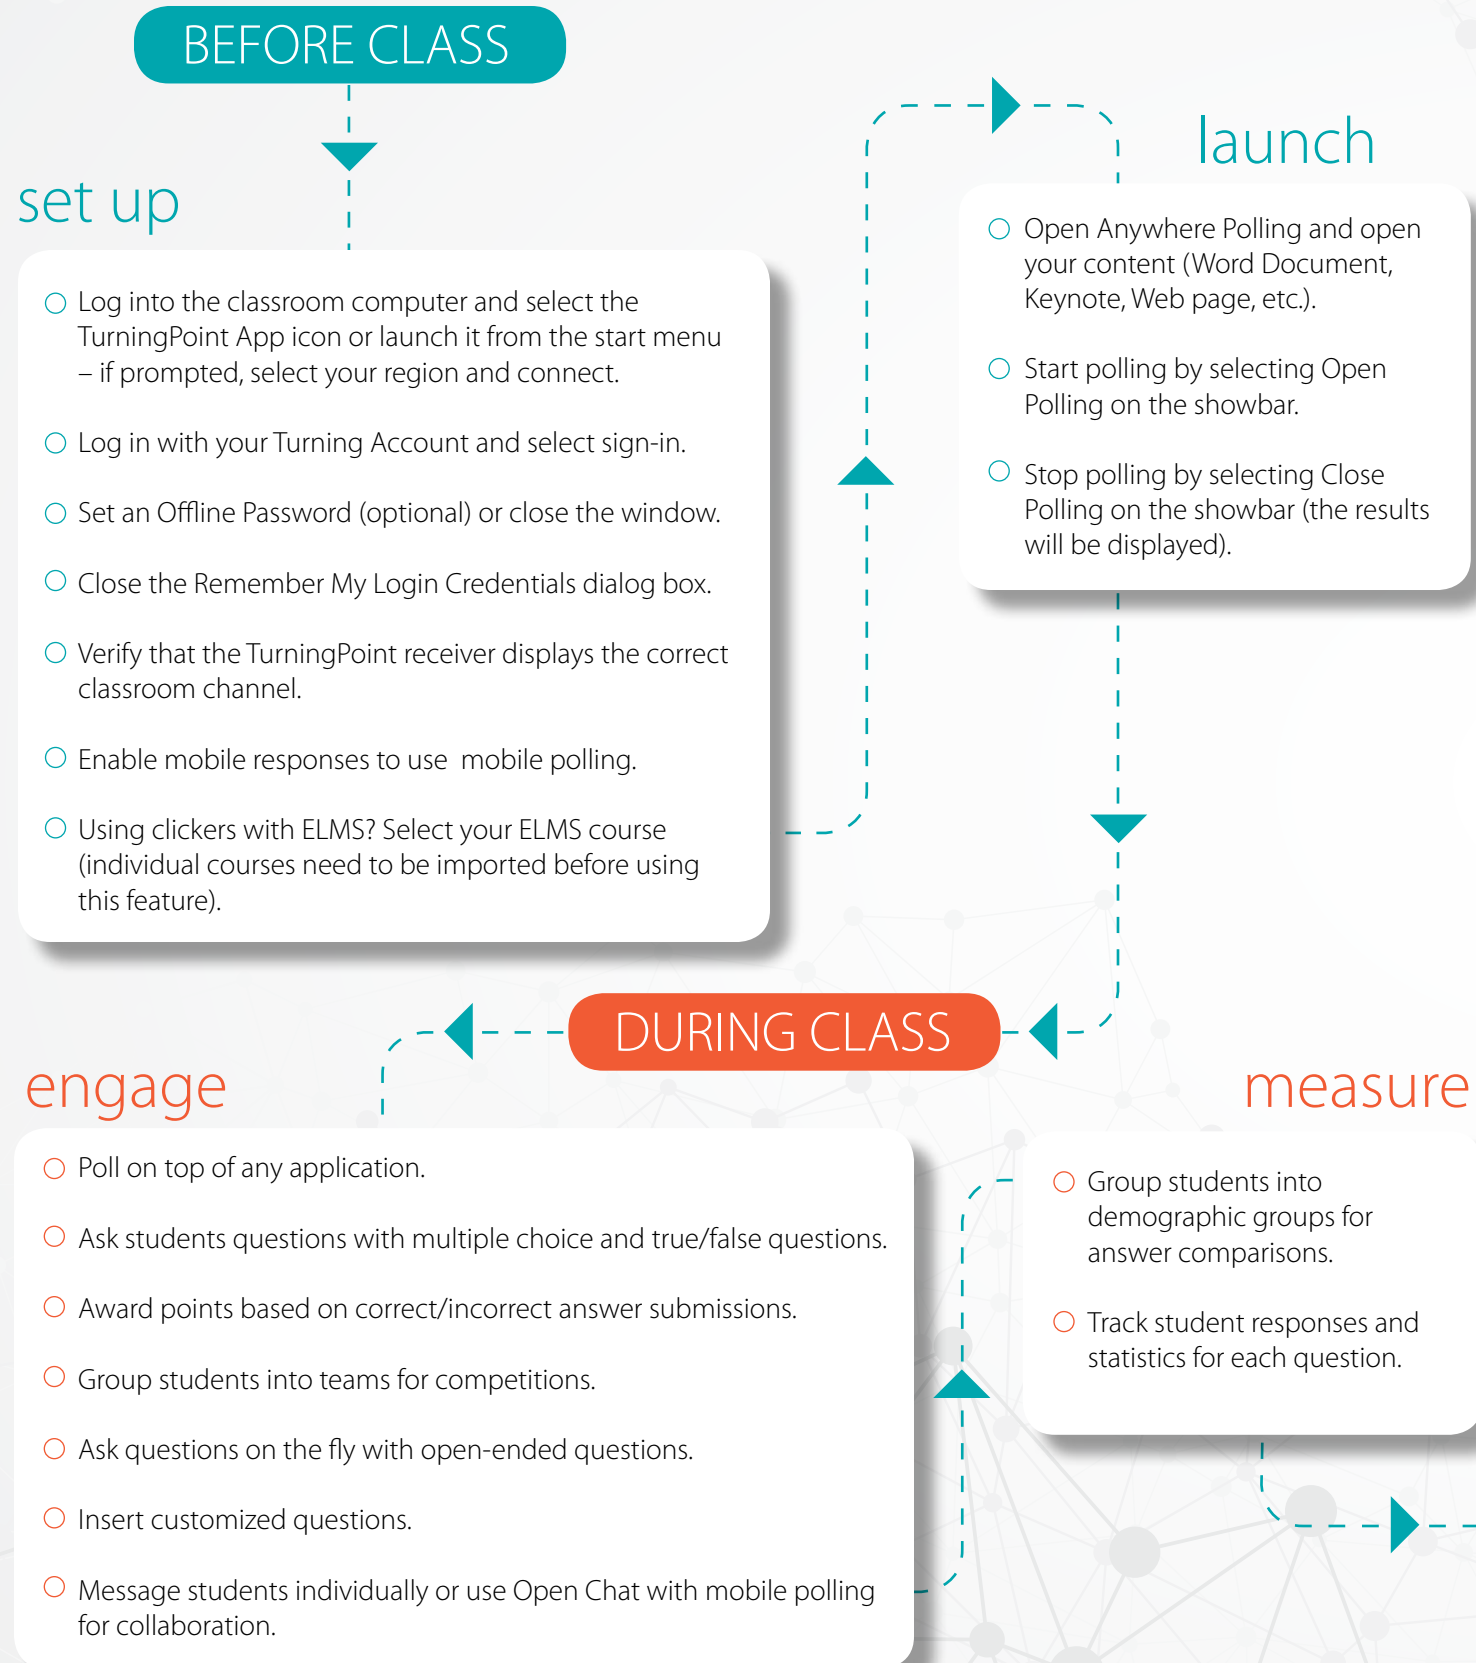 BEFORE CLASS
set up
Log into the classroom computer and select the
TurningPoint App icon or launch it from the start menu
– if prompted, select your region and connect.
Log in with your Turning Account and select sign-in.
Set an Offline Password (optional) or close the window.
Close the Remember My Login Credentials dialog box.
Verify that the TurningPoint receiver displays the correct
classroom channel.
Enable mobile responses to use  mobile polling.
Using clickers with ELMS? Select your ELMS course
(individual courses need to be imported before using
this feature).
launch
Open Anywhere Polling and open
your content (Word Document,
Keynote, Web page, etc.).
Start polling by selecting Open
Polling on the showbar.
Stop polling by selecting Close
Polling on the showbar (the results
will be displayed).
DURING CLASS
engage
Poll on top of any application.
Ask students questions with multiple choice and true/false questions.
Award points based on correct/incorrect answer submissions.
Group students into teams for competitions.
Ask questions on the fly with open-ended questions.
Insert customized questions.
Message students individually or use Open Chat with mobile polling
for collaboration.
measure
Group students into
demographic groups for
answer comparisons.
Track student responses and
statistics for each question.